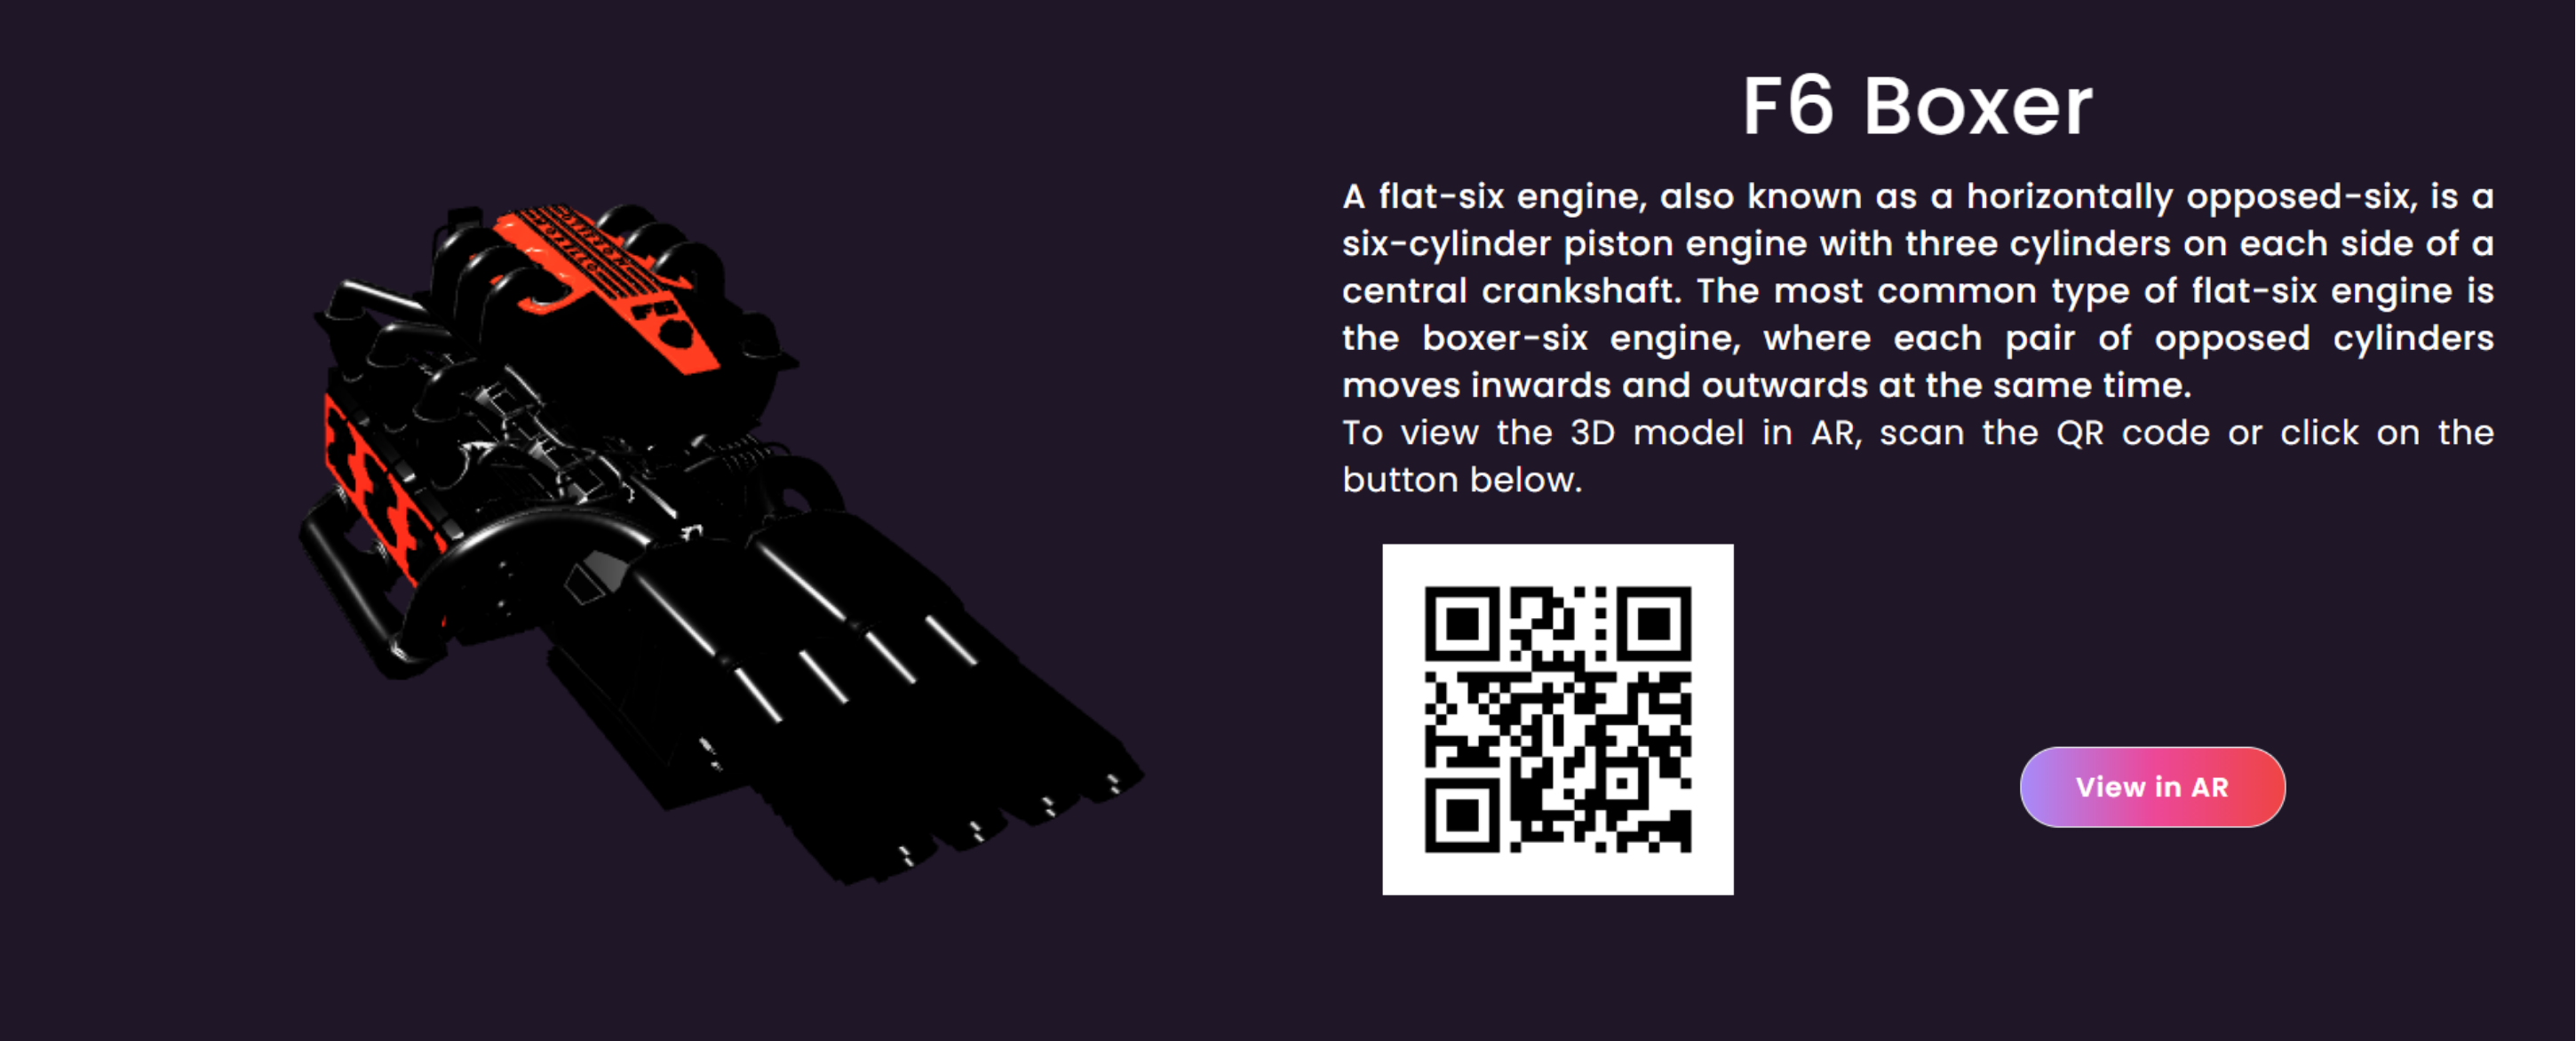 F6 Boxer
A flat-six engine, also known as a horizontally opposed-six, is a
six-cylinder piston engine with three cylinders on each side of a
central crankshaft. The most common type of flat-six engine is
the boxer-six engine, where each pair of opposed cylinders
moves inwards and outwards at the same time.
To view the 3D model in AR, scan the QR code or click on the
button below.
View in AR